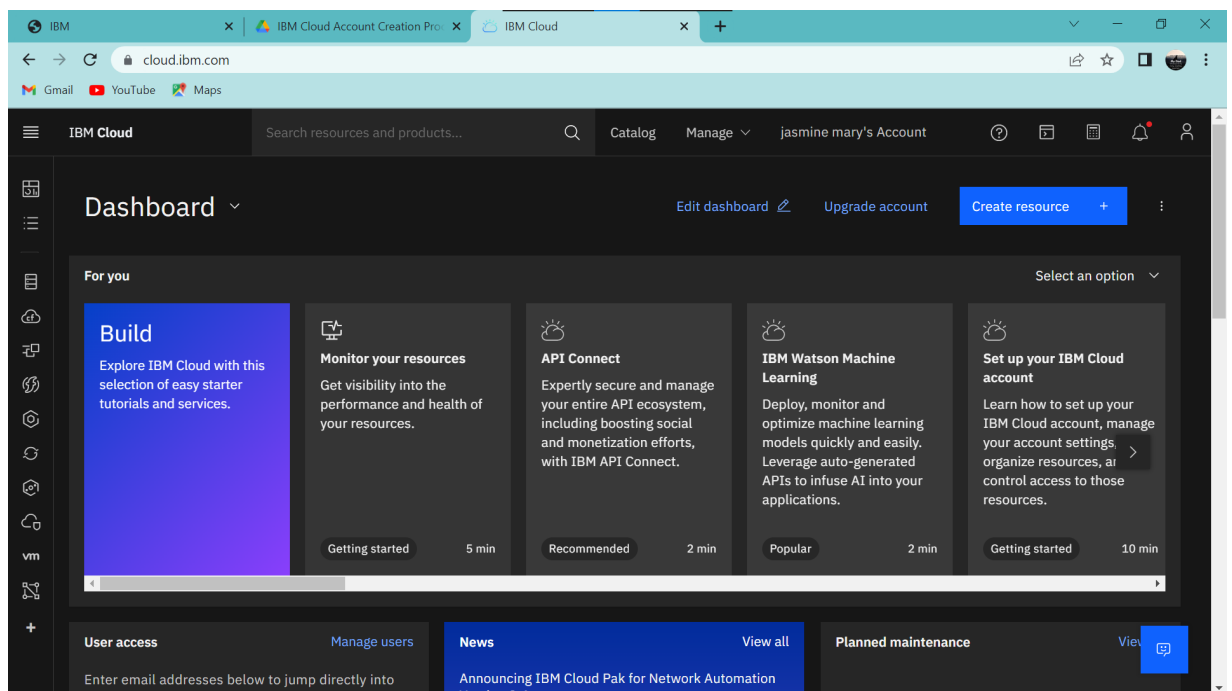 IBM
IBM Cloud Account Creation Pro
IBM Cloud
cloud.ibm.com
Gmail
YouTube
Maps
IBM Cloud
Search resources and products...
Catalog
Manage
jasmine mary's Account
Dashboard
Edit dashboard
Upgrade account
Create resource +
For you
Select an option
Build
Explore IBM Cloud with this
selection of easy starter
tutorials and services.
Monitor your resources
Get visibility into the
performance and health of
your resources.
Getting started 5 min
API Connect
Expertly secure and manage
your entire API ecosystem,
including boosting social
and monetization efforts,
with IBM API Connect.
Recommended 2 min
IBM Watson Machine
Learning
Deploy, monitor and
optimize machine learning
models quickly and easily.
Leverage auto-generated
APIs to infuse AI into your
applications.
Popular 2 min
Set up your IBM Cloud
account
Learn how to set up your
IBM Cloud account, manage
your account settings,
organize resources, a
control access to those
resources.
Getting started 10 min
vm
User access
Manage users
Enter email addresses below to jump directly into
News
View all
Announcing IBM Cloud Pak for Network Automation
Planned maintenance